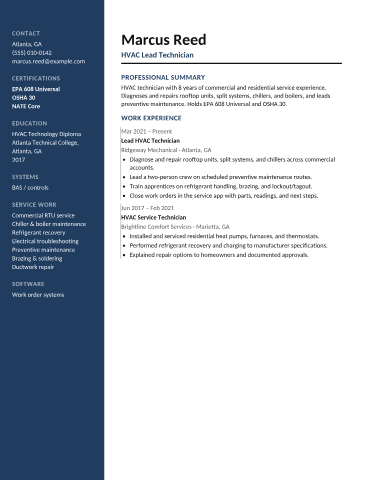 CONTACT
Atlanta, GA
(555) 010-0142
marcus.reed@example.com
CERTIFICATIONS
EPA 608 Universal
OSHA 30
NATE Core
EDUCATION
HVAC Technology Diploma
Atlanta Technical College,
Atlanta, GA
2017
SYSTEMS
BAS / controls
SERVICE WORK
Commercial RTU service
Chiller & boiler maintenance
Refrigerant recovery
Electrical troubleshooting
Preventive maintenance
Brazing & soldering
Ductwork repair
SOFTWARE
Work order systems
Marcus Reed
HVAC Lead Technician
PROFESSIONAL SUMMARY
HVAC technician with 8 years of commercial and residential service experience.
Diagnoses and repairs rooftop units, split systems, chillers, and boilers, and leads
preventive maintenance. Holds EPA 608 Universal and OSHA 30.
WORK EXPERIENCE
Mar 2021 – Present
Lead HVAC Technician
Ridgeway Mechanical · Atlanta, GA
• Diagnose and repair rooftop units, split systems, and chillers across commercial
accounts.
• Lead a two-person crew on scheduled preventive maintenance routes.
• Train apprentices on refrigerant handling, brazing, and lockout/tagout.
• Close work orders in the service app with parts, readings, and next steps.
Jun 2017 – Feb 2021
HVAC Service Technician
Brightline Comfort Services · Marietta, GA
• Installed and serviced residential heat pumps, furnaces, and thermostats.
• Performed refrigerant recovery and charging to manufacturer specifications.
• Explained repair options to homeowners and documented approvals.